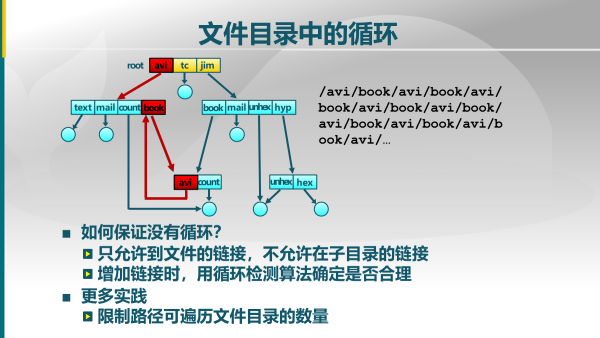 文件目录中的循环
root avi tc jim
text mail count book
book mail unhex hyp
/avi/book/avi/book/avi/
book/avi/book/avi/book/
avi/book/avi/book/avi/b
ook/avi/…
avi count
unhex hex
如何保证没有循环?
只允许到文件的链接，不允许在子目录的链接
增加链接时，用循环检测算法确定是否合理
更多实践
限制路径可遍历文件目录的数量